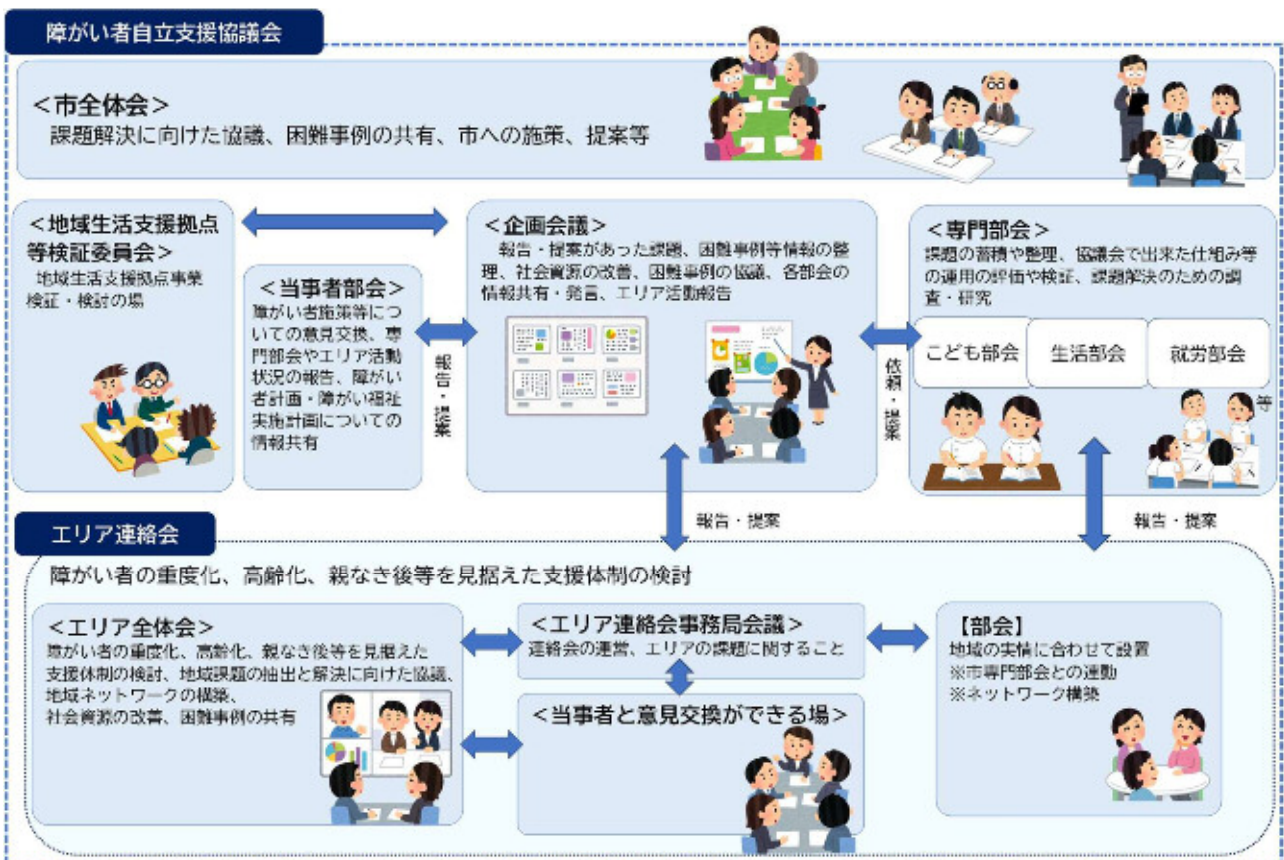 障がい者自立支援協議会
＜市全体会＞
課題解決に向けた協議、困難事例の共有、市への施策、提案等
＜地域生活支援拠点
等検証委員会＞
地域生活支援拠点事業
検証・検討の場
＜当事者部会＞
障がい者施策等につ
いての意見交換、専
門部会やエリア活動
状況の報告、障がい
者計画・障がい福祉
実施計画についての
情報共有
報告・提案
＜企画会議＞
報告・提案があった課題、困難事例等情報の整
理、社会資源の改善、困難事例の協議、各部会の
情報共有・発言、エリア活動報告
依頼・提案
＜専門部会＞
課題の蓄積や整理、協議会で出来た仕組み等
の運用の評価や検証、課題解決のための調
査・研究
こども部会
生活部会
就労部会
等
報告・提案
報告・提案
エリア連絡会
障がい者の重度化、高齢化、親なき後等を見据えた支援体制の検討
＜エリア全体会＞
障がい者の重度化、高齢化、親なき後等を見据えた
支援体制の検討、地域課題の抽出と解決に向けた協議、
地域ネットワークの構築、
社会資源の改善、困難事例の共有
＜エリア連絡会事務局会議＞
連絡会の運営、エリアの課題に関すること
＜当事者と意見交換ができる場＞
【部会】
地域の実情に合わせて設置
※市専門部会との連動
※ネットワーク構築